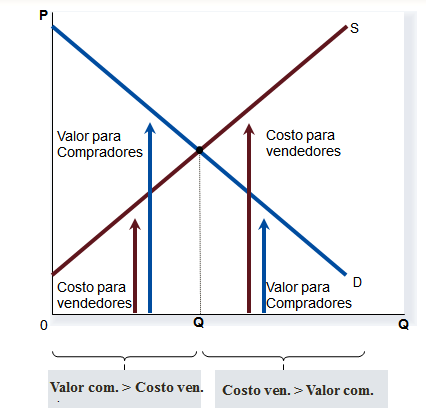 P
S
Valor para
Compradores
Costo para
vendedores
Costo para
vendedores
Valor para
Compradores
D
0
Q
Q
Valor com. > Costo ven.
Costo ven. > Valor com.